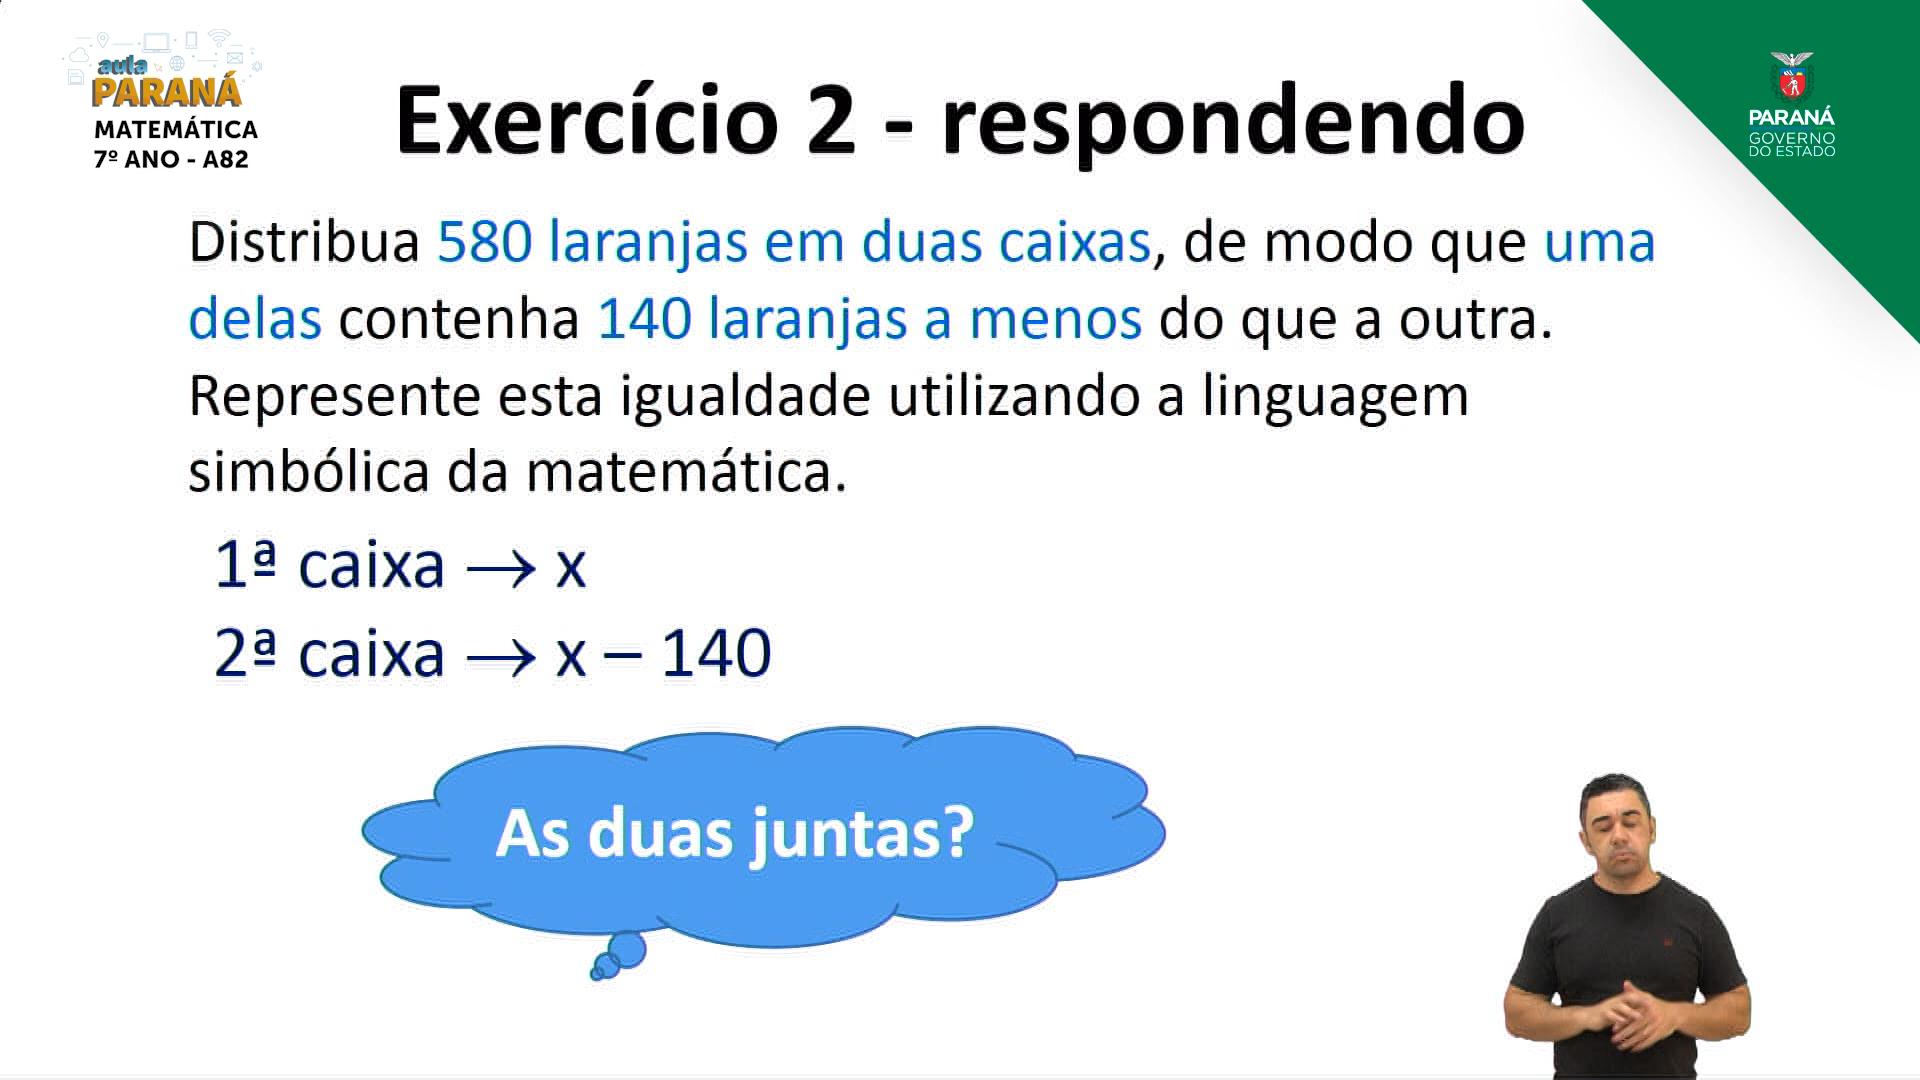 aula
PARANÁ
MATEMÁTICA
7º ANO - A82
Exercício 2 - respondendo
PARANÁ
GOVERNO
DO ESTADO
Distribua 580 laranjas em duas caixas, de modo que uma
delas contenha 140 laranjas a menos do que a outra.
Represente esta igualdade utilizando a linguagem
simbólica da matemática.
1ª caixa → x
2ª caixa → x – 140
As duas juntas?